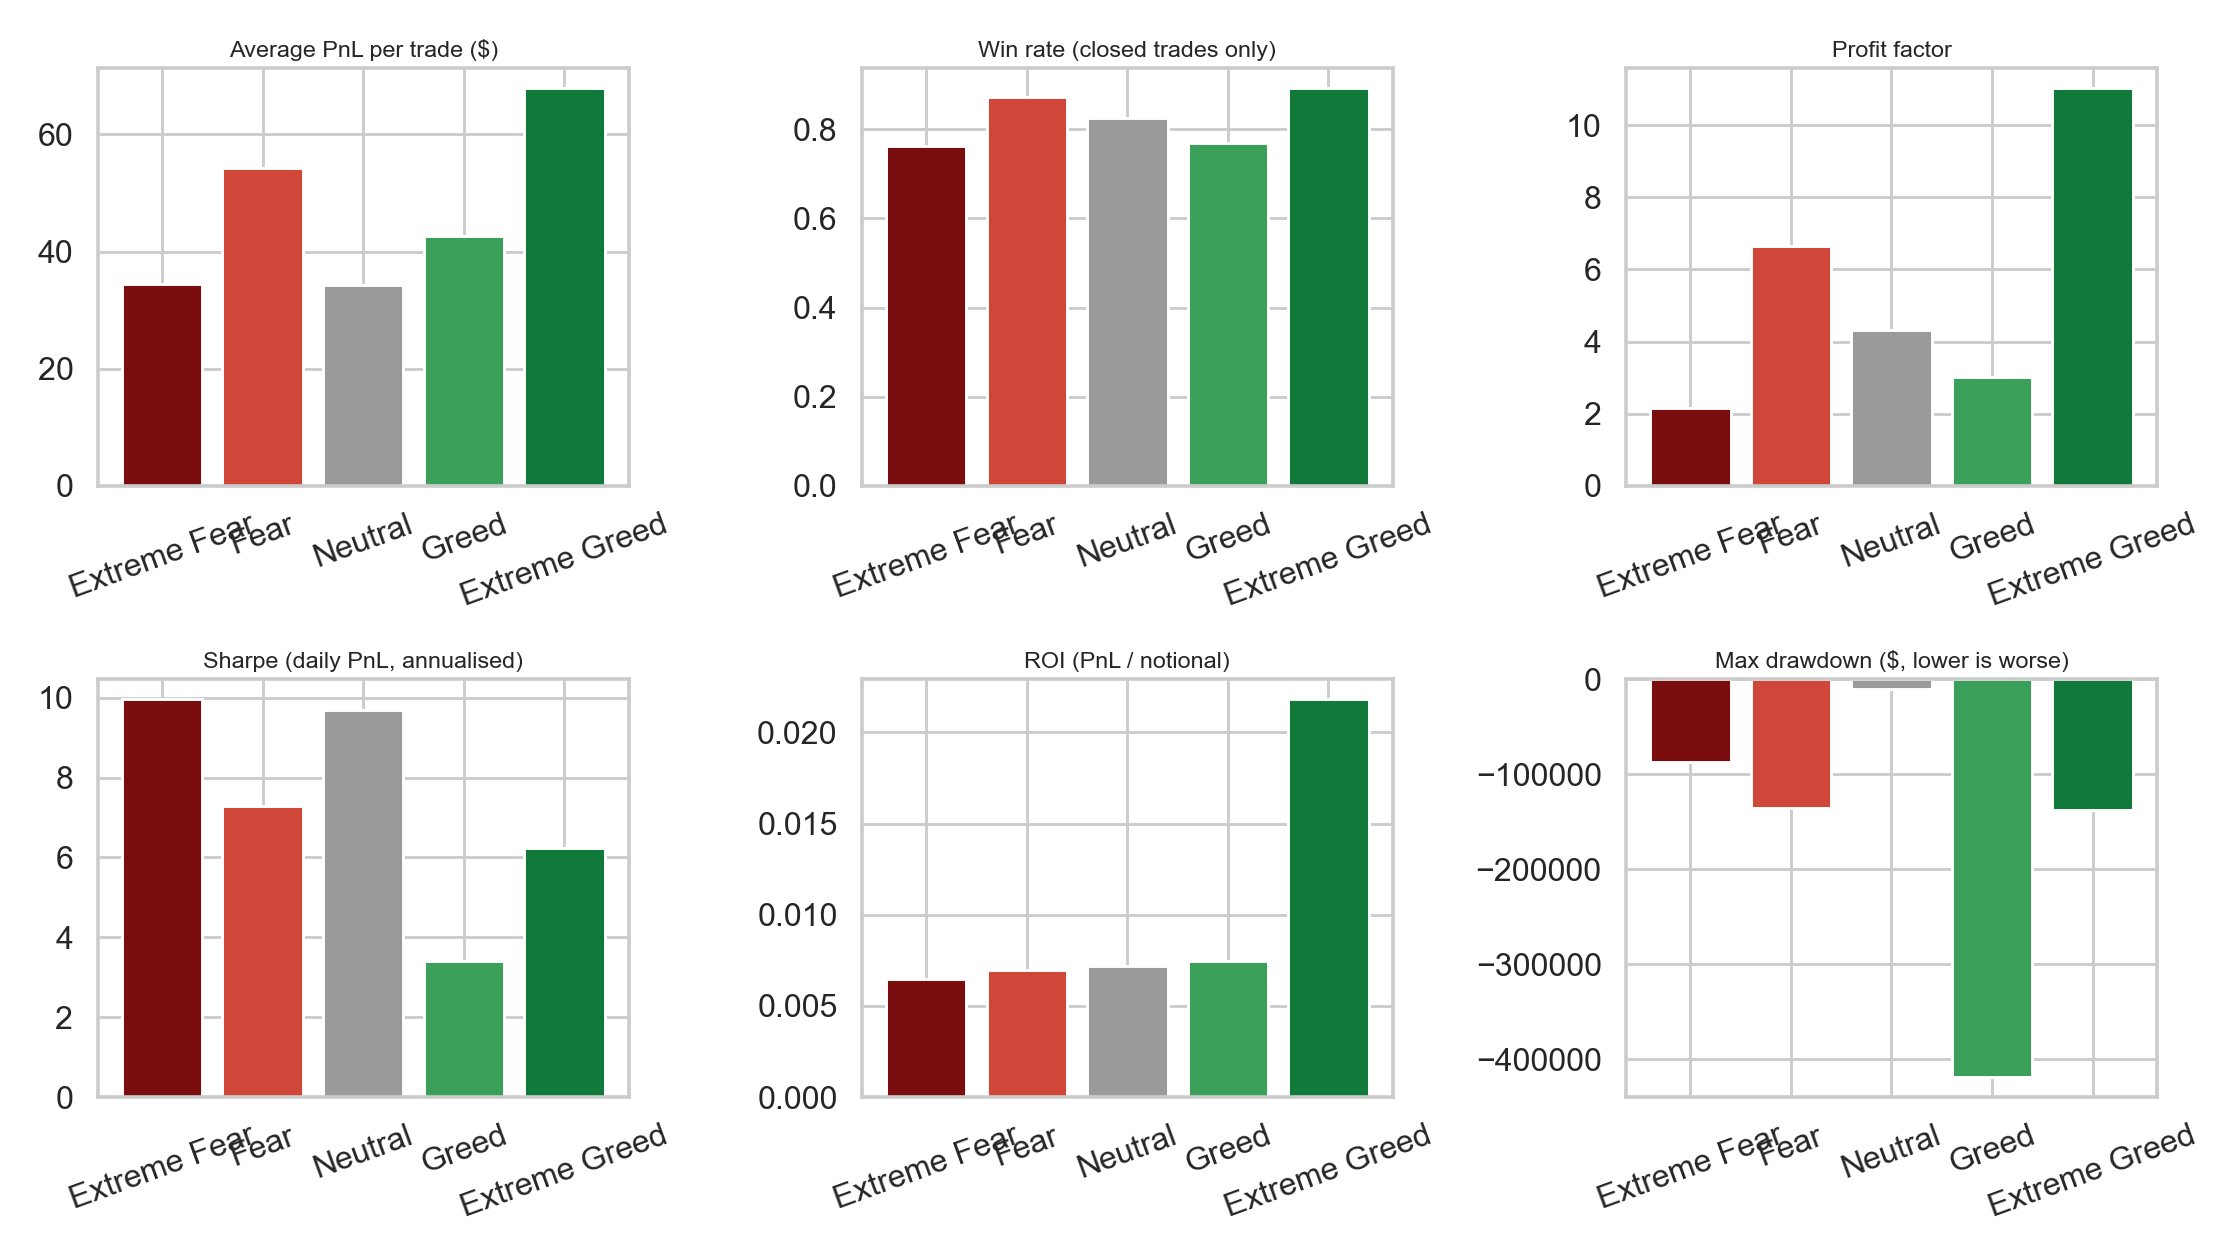 Average PnL per trade ($)
60
40
20
0
Extreme Fear
Fear
Neutral
Greed
Extreme Greed
Win rate (closed trades only)
0.8
0.6
0.4
0.2
0.0
Extreme Fear
Fear
Neutral
Greed
Extreme Greed
Profit factor
10
8
6
4
2
0
Extreme Fear
Fear
Neutral
Greed
Extreme Greed
Sharpe (daily PnL, annualised)
10
8
6
4
2
0
Extreme Fear
Fear
Neutral
Greed
Extreme Greed
ROI (PnL / notional)
0.020
0.015
0.010
0.005
0.000
Extreme Fear
Fear
Neutral
Greed
Extreme Greed
Max drawdown ($, lower is worse)
0
−100000
−200000
−300000
−400000
Extreme Fear
Fear
Neutral
Greed
Extreme Greed